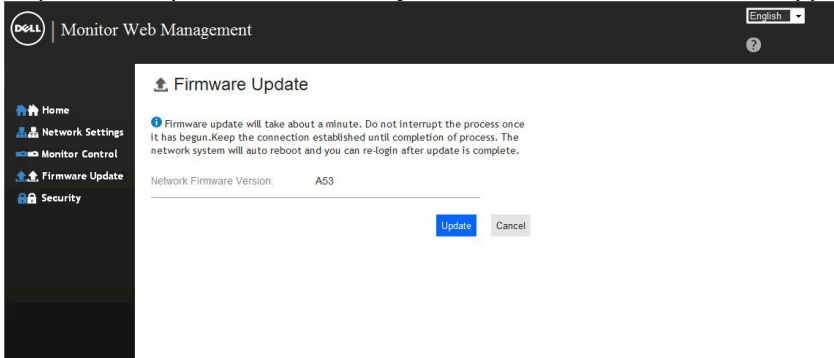 DELL | Monitor Web Management
English
Firmware Update
Home
Network Settings
Monitor Control
Firmware Update
Security
Firmware update will take about a minute. Do not interrupt the process once
it has begun.Keep the connection established until completion of process. The
network system will auto reboot and you can re-login after update is complete.
Network Firmware Version: A53
Update Cancel